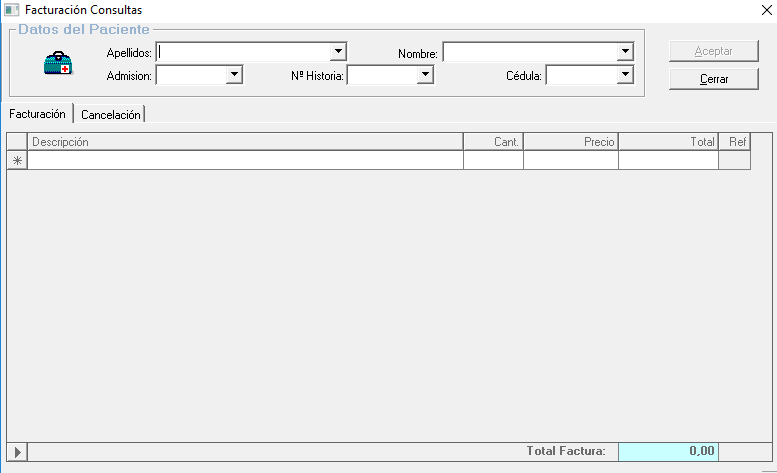 Facturación Consultas
Datos del Paciente
Apellidos: Nombre: Aceptar
Admision: Nº Historia: Cédula: Cerrar
Facturación Cancelación
Descripción Cant. Precio Total Ref
Total Factura: 0,00